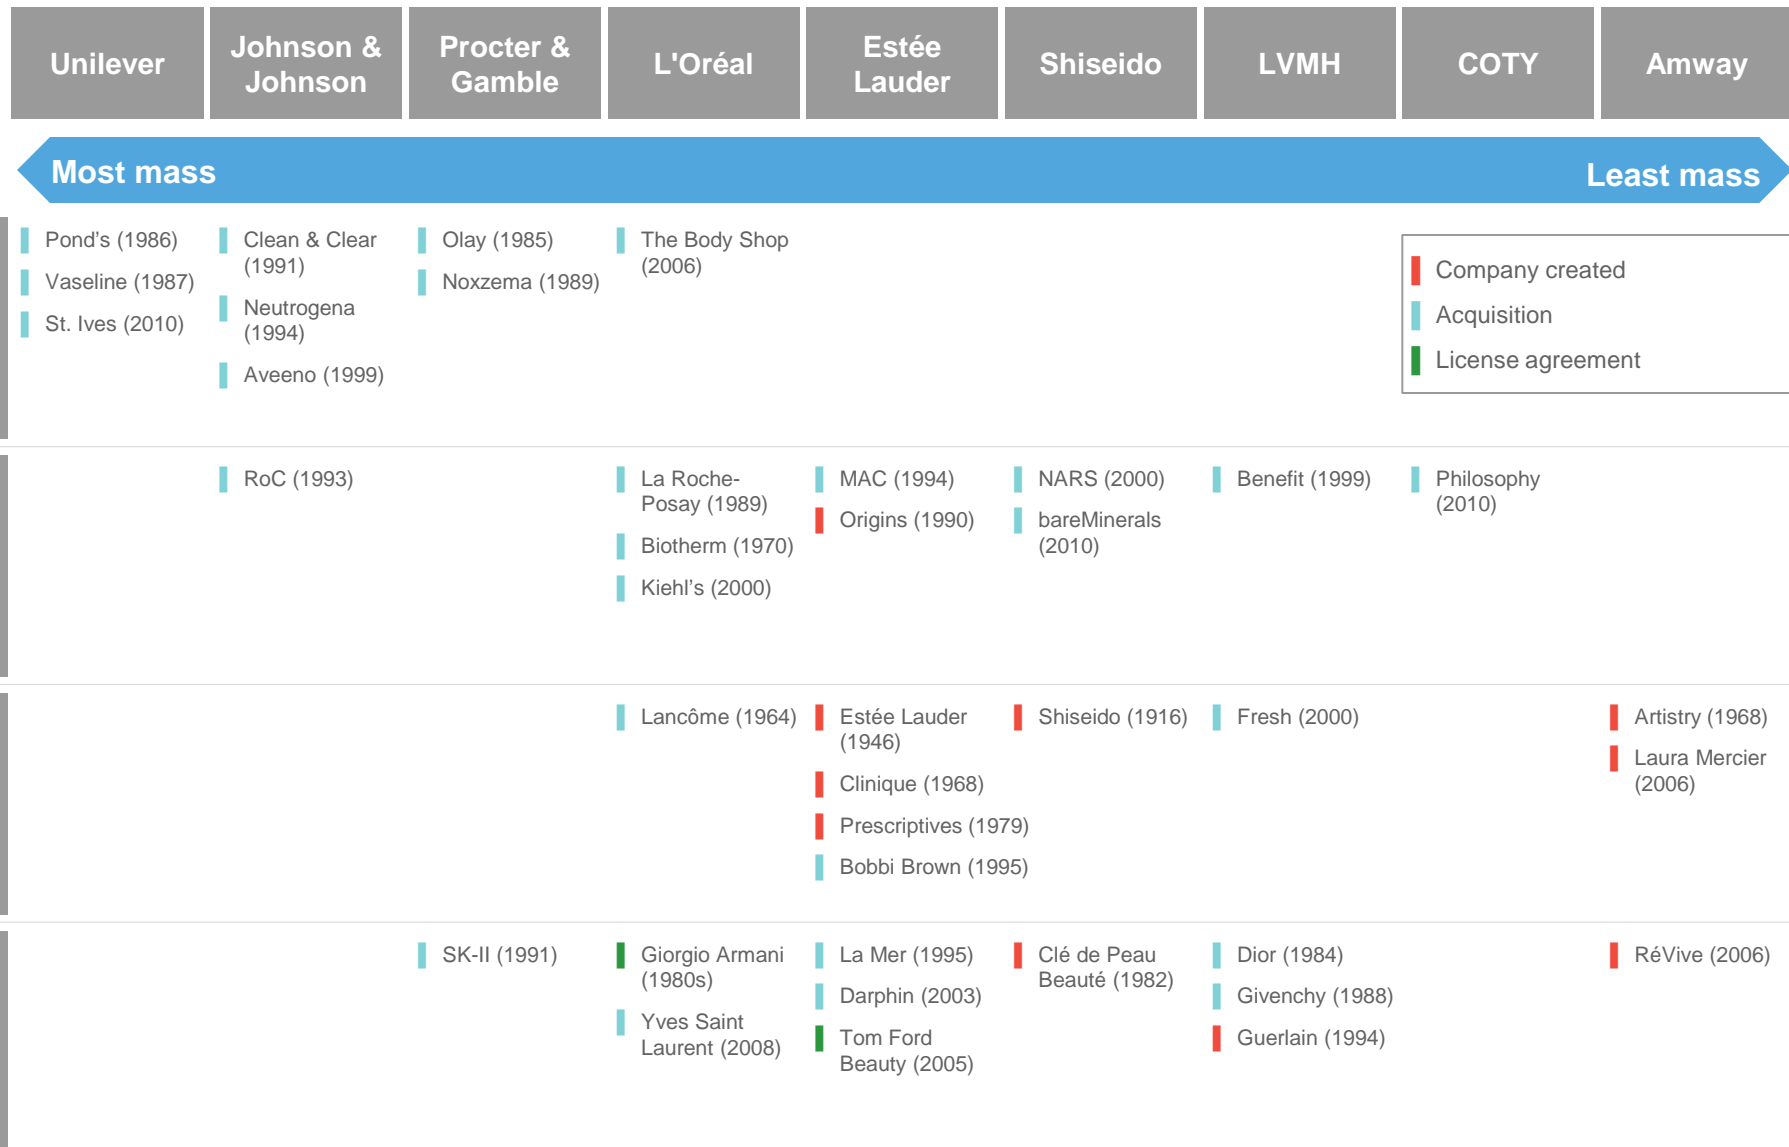 Unilever
Johnson &
Johnson
Procter &
Gamble
L'Oréal
Estée
Lauder
Shiseido
LVMH
COTY
Amway
Most mass
Least mass
Pond's (1986)
Vaseline (1987)
St. Ives (2010)
Clean & Clear
(1991)
Neutrogena
(1994)
Aveeno (1999)
Olay (1985)
Noxzema (1989)
The Body Shop
(2006)
Company created
Acquisition
License agreement
RoC (1993)
La Roche-
Posay (1989)
Biotherm (1970)
Kiehl’s (2000)
MAC (1994)
Origins (1990)
NARS (2000)
bareMinerals
(2010)
Benefit (1999)
Philosophy
(2010)
Lancôme (1964)
Estée Lauder
(1946)
Clinique (1968)
Prescriptives (1979)
Bobbi Brown (1995)
Shiseido (1916)
Fresh (2000)
Artistry (1968)
Laura Mercier
(2006)
SK-II (1991)
Giorgio Armani
(1980s)
Yves Saint
Laurent (2008)
La Mer (1995)
Darphin (2003)
Tom Ford
Beauty (2005)
Clé de Peau
Beauté (1982)
Dior (1984)
Givenchy (1988)
Guerlain (1994)
RéVive (2006)